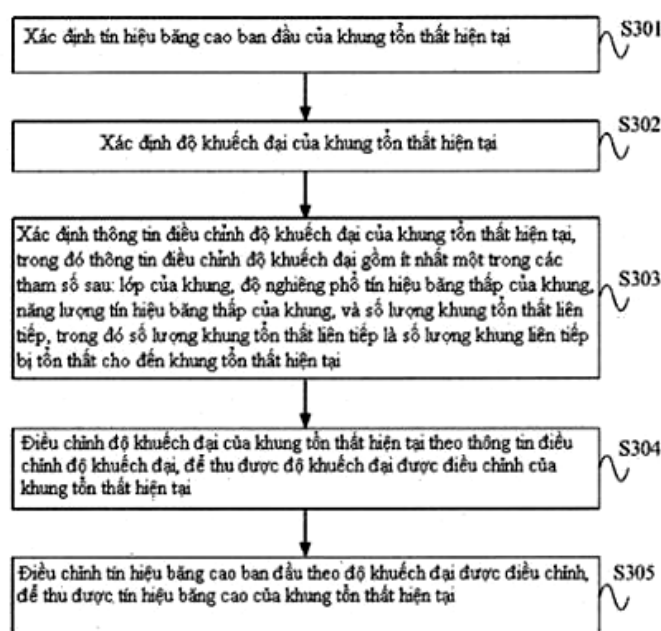 Xác định tín hiệu băng cao ban đầu của khung tổn thất hiện tại
S301
Xác định độ khuếch đại của khung tổn thất hiện tại
S302
Xác định thông tin điều chỉnh độ khuếch đại của khung tổn thất hiện tại,
trong đó thông tin điều chỉnh độ khuếch đại gồm ít nhất một trong các
tham số sau: lớp của khung, độ nghiêng phổ tín hiệu băng thấp của khung,
năng lượng tín hiệu băng thấp của khung, và số lượng khung tổn thất liên
tiếp, trong đó số lượng khung tổn thất liên tiếp là số lượng khung liên tiếp
bị tổn thất cho đến khung tổn thất hiện tại
S303
Điều chỉnh độ khuếch đại của khung tổn thất hiện tại theo thông tin điều
chỉnh độ khuếch đại, để thu được độ khuếch đại được điều chỉnh của
khung tổn thất hiện tại
S304
Điều chỉnh tín hiệu băng cao ban đầu theo độ khuếch đại được điều chỉnh,
để thu được tín hiệu băng cao của khung tổn thất hiện tại
S305